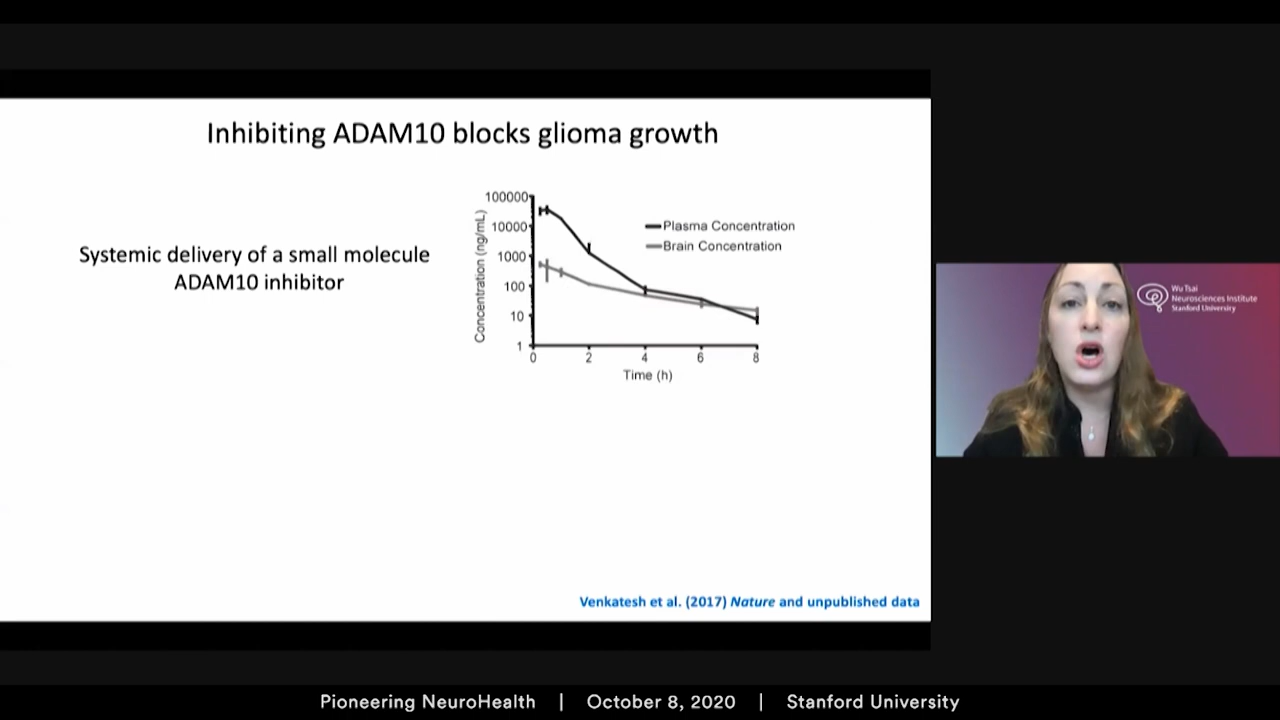 Inhibiting ADAM10 blocks glioma growth
Systemic delivery of a small molecule
ADAM10 inhibitor
100000
10000
1000
100
10
1
Concentration (ng/mL)
Plasma Concentration
Brain Concentration
0 2 4 6 8
Time (h)
Venkatesh et al. (2017) Nature and unpublished data
Wu Tsai
Neurosciences Institute
Stanford University
Pioneering NeuroHealth | October 8, 2020 | Stanford University